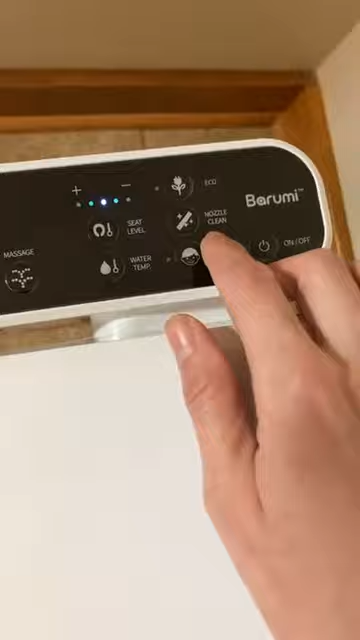 ECO
Barumi™
SEAT
LEVEL
NOZZLE
CLEAN
MASSAGE
WATER
TEMP.
ON/OFF